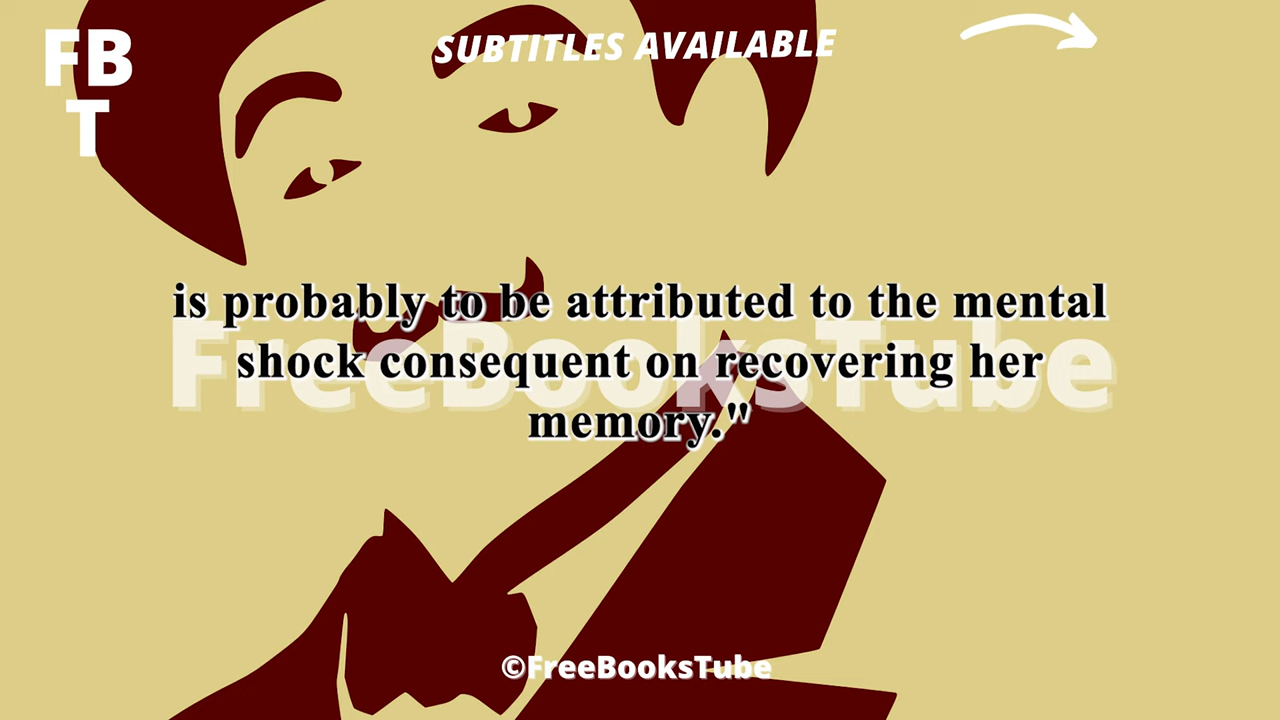 FB
T
SUBTITLES AVAILABLE
is probably to be attributed to the mental
shock consequent on recovering her
memory."
FreeBooksTube
©FreeBooksTube